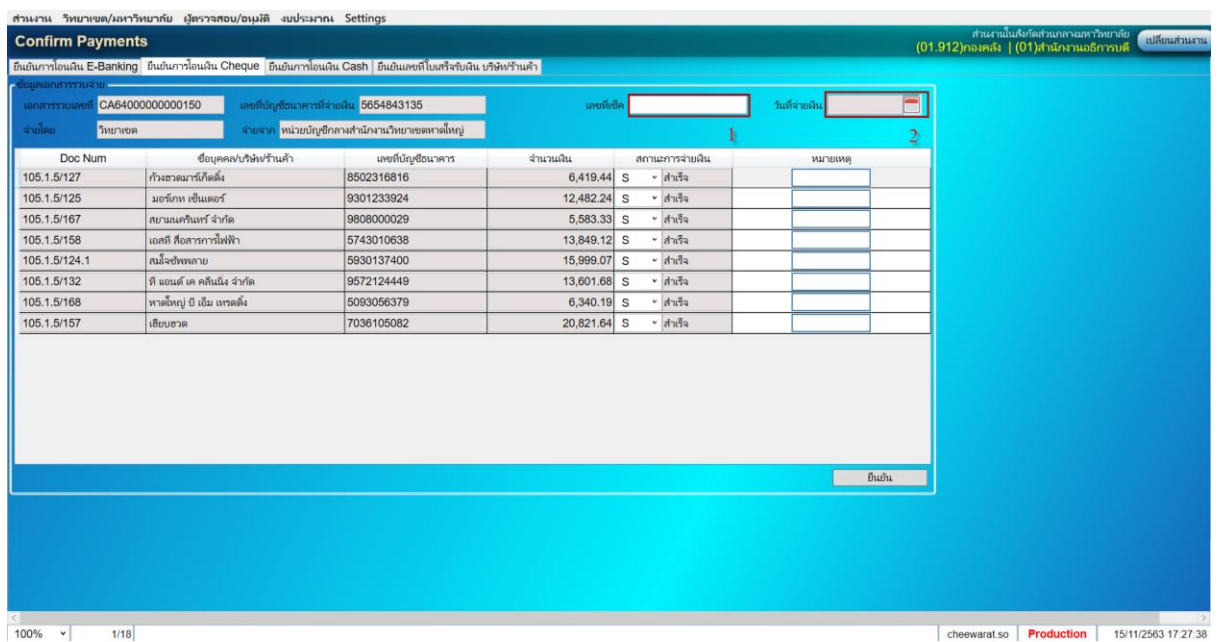 ส่วนงาน วิทยาเขต/มหาวิทยาลัย ผู้ตรวจสอบ/อนุมัติ งบประมาณ Settings
Confirm Payments
ส่วนงานในสังกัดส่วนกลางมหาวิทยาลัย
(01.912)กองคลัง | (01)สำนักงานอธิการบดี
เปลี่ยนส่วนงาน
ยืนยันการโอนเงิน E-Banking ยืนยันการโอนเงิน Cheque ยืนยันการโอนเงิน Cash ยืนยันเลขที่ใบเสร็จรับเงิน บริษัท/ร้านค้า
ข้อมูลเอกสารรวมจ่าย
เอกสารรวมเลขที่ CA64000000000150 เลขที่บัญชีธนาคารที่จ่ายเงิน 5654843135 เลขที่เช็ค วันที่จ่ายเงิน
จ่ายโดย วิทยาเขต จ่ายจาก หน่วยบัญชีกลางสำนักงานวิทยาเขตหาดใหญ่ 1 2
Doc Num ชื่อบุคคล/บริษัท/ร้านค้า เลขที่บัญชีธนาคาร จำนวนเงิน สถานะการจ่ายเงิน หมายเหตุ
105.1.5/127 ก้วงฮวดมาร์เก็ตติ้ง 8502316816 6,419.44 S สำเร็จ
105.1.5/125 มอร์เกท เซ็นเตอร์ 9301233924 12,482.24 S สำเร็จ
105.1.5/167 สยามนครินทร์ จำกัด 9808000029 5,583.33 S สำเร็จ
105.1.5/158 เอสที สื่อสารการไฟฟ้า 5743010638 13,849.12 S สำเร็จ
105.1.5/124.1 สมใจซัพพลาย 5930137400 15,999.07 S สำเร็จ
105.1.5/132 ที แอนด์ เค คลีนนิ่ง จำกัด 9572124449 13,601.68 S สำเร็จ
105.1.5/168 หาดใหญ่ บี เอ็ม เทรดดิ้ง 5093056379 6,340.19 S สำเร็จ
105.1.5/157 เฮียบฮวด 7036105082 20,821.64 S สำเร็จ
ยืนยัน
100% 1/18 cheewarat.so Production 15/11/2563 17.27.38